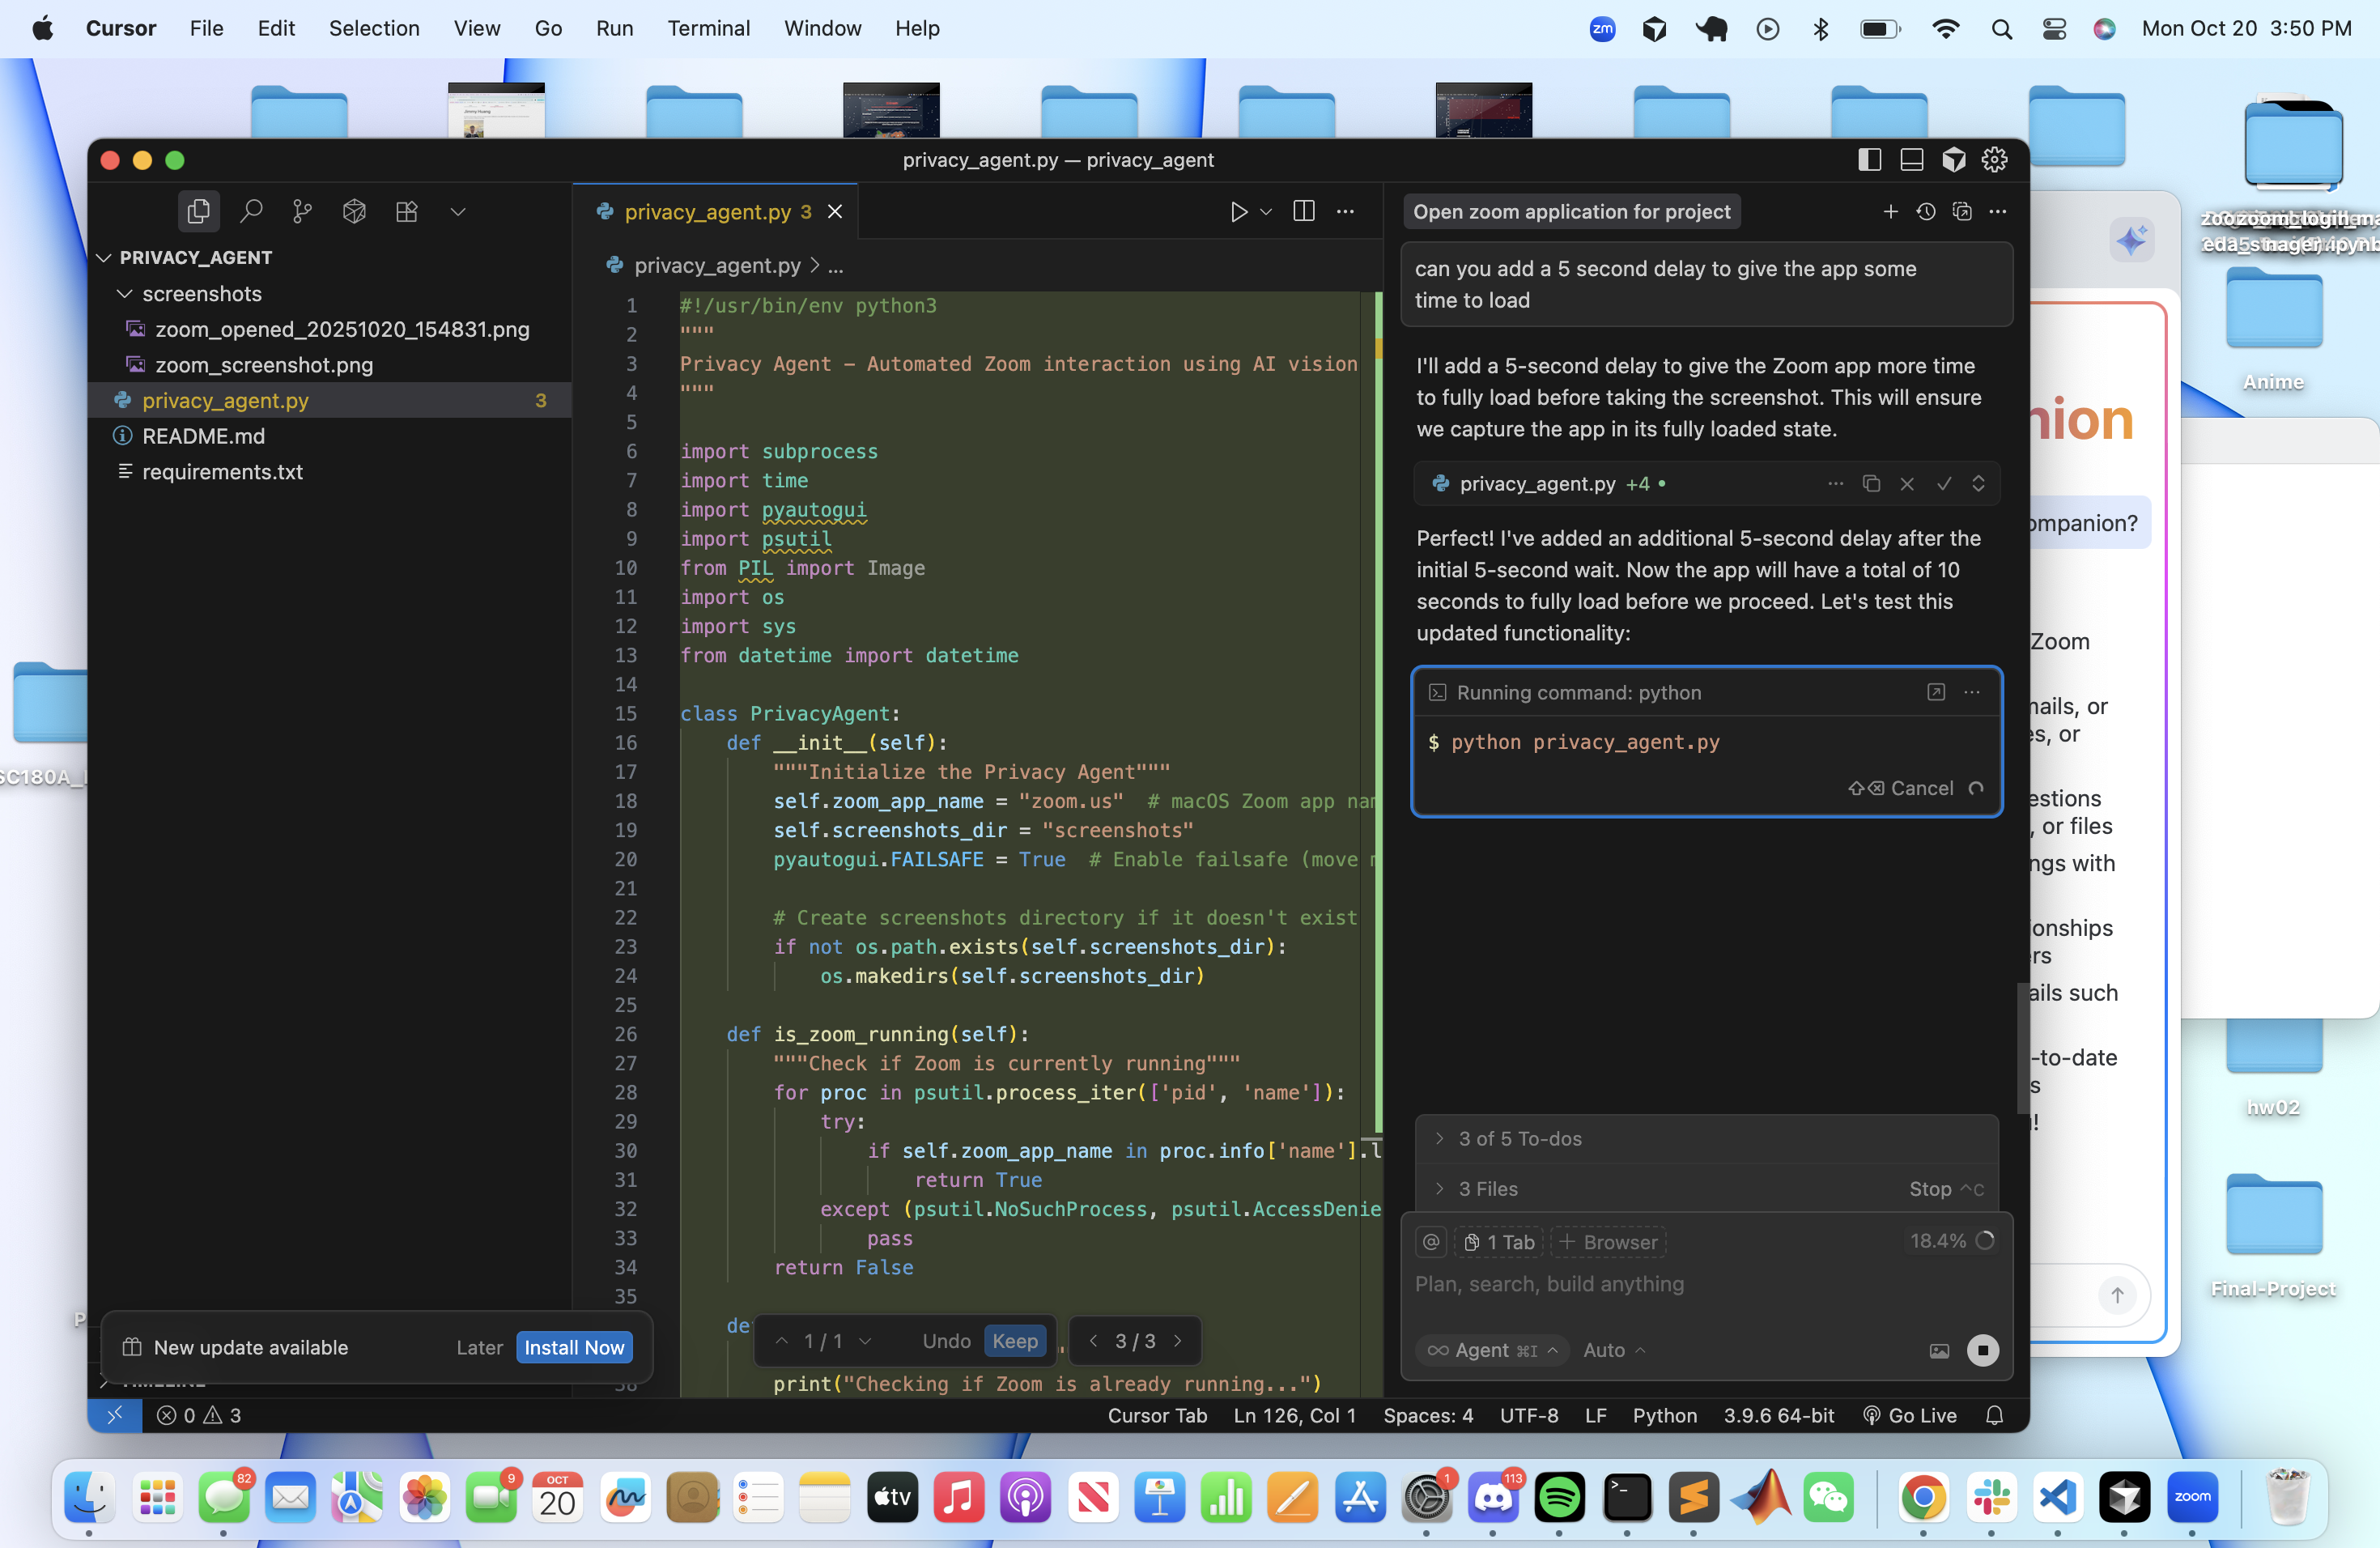 Cursor File Edit Selection View Go Run Terminal Window Help
zm
Mon Oct 20 3:50 PM
privacy_agent.py — privacy_agent
PRIVACY_AGENT
screenshots
zoom_opened_20251020_154831.png
zoom_screenshot.png
privacy_agent.py 3
README.md
requirements.txt
New update available Later Install Now
privacy_agent.py 3
privacy_agent.py > ...
1 #!/usr/bin/env python3
2 """
3 Privacy Agent – Automated Zoom interaction using AI vision
4 """
5
6 import subprocess
7 import time
8 import pyautogui
9 import psutil
10 from PIL import Image
11 import os
12 import sys
13 from datetime import datetime
14
15 class PrivacyAgent:
16 def __init__(self):
17 """Initialize the Privacy Agent"""
18 self.zoom_app_name = "zoom.us" # macOS Zoom app nam
19 self.screenshots_dir = "screenshots"
20 pyautogui.FAILSAFE = True # Enable failsafe (move
21
22 # Create screenshots directory if it doesn't exist
23 if not os.path.exists(self.screenshots_dir):
24 os.makedirs(self.screenshots_dir)
25
26 def is_zoom_running(self):
27 """Check if Zoom is currently running"""
28 for proc in psutil.process_iter(['pid', 'name']):
29 try:
30 if self.zoom_app_name in proc.info['name'].l
31 return True
32 except (psutil.NoSuchProcess, psutil.AccessDenie
33 pass
34 return False
35
de
1 / 1 Undo Keep 3 / 3
print("Checking if Zoom is already running...")
Open zoom application for project
can you add a 5 second delay to give the app some
time to load
I'll add a 5-second delay to give the Zoom app more time
to fully load before taking the screenshot. This will ensure
we capture the app in its fully loaded state.
privacy_agent.py +4
Perfect! I've added an additional 5-second delay after the
initial 5-second wait. Now the app will have a total of 10
seconds to fully load before we proceed. Let's test this
updated functionality:
Running command: python
$ python privacy_agent.py
Cancel
3 of 5 To-dos
3 Files Stop ^C
@ 1 Tab + Browser 18.4%
Plan, search, build anything
Agent ⌘I Auto
0 3
Cursor Tab Ln 126, Col 1 Spaces: 4 UTF-8 LF Python 3.9.6 64-bit Go Live
nion
ompanion?
Zoom
nails, or
es, or
estions
, or files
ngs with
onships
ers
ails such
-to-date
s
!
Anime
hw02
Final-Project
SC180A_
P
82
9
OCT
20
tv
1
113
zoom